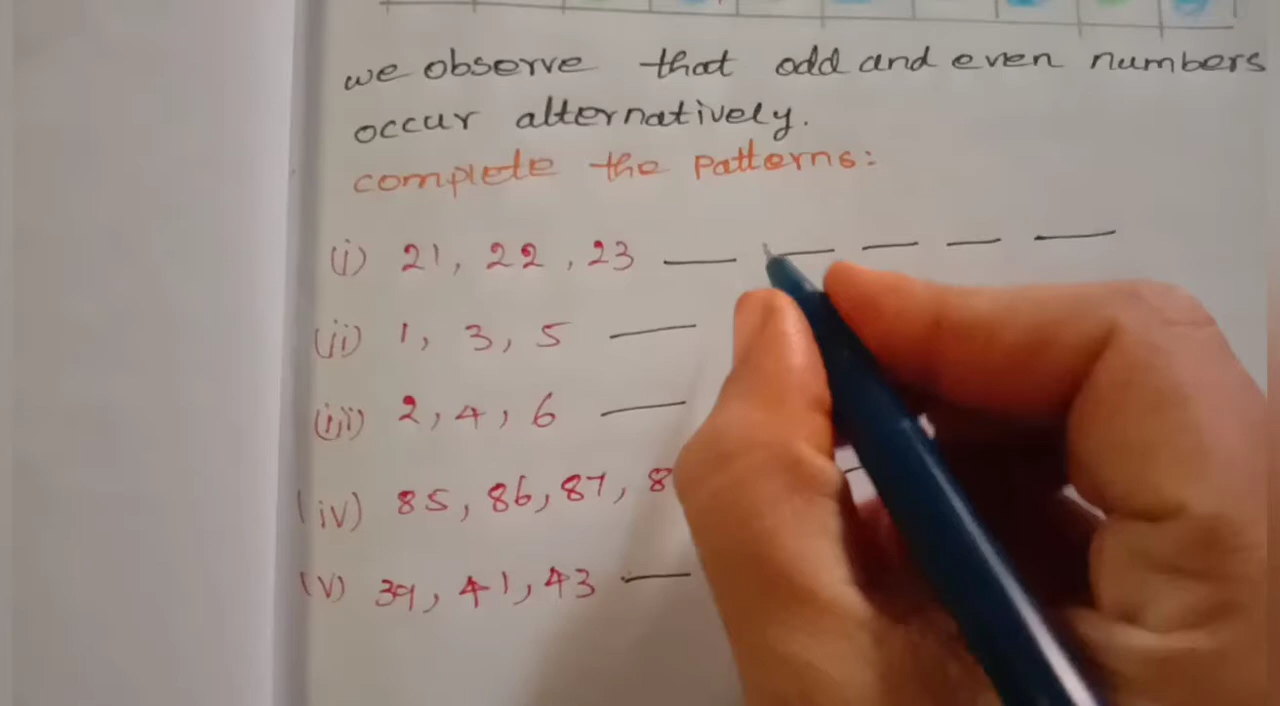 we observe that odd and even numbers
occur alternatively.
complete the patterns:
(i) 21, 22, 23 — — — — —
(ii) 1, 3, 5 —
(iii) 2, 4, 6 —
(iv) 85, 86, 87, 8
(v) 39, 41, 43 —